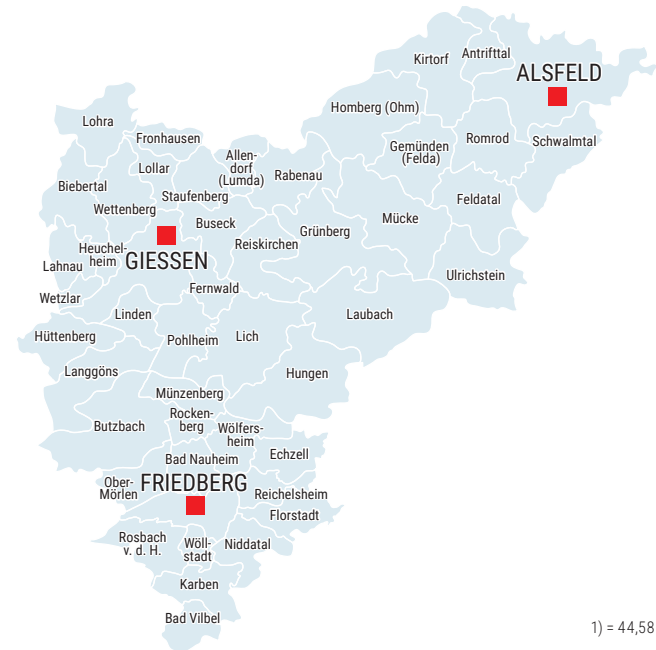 Kirtorf
Antrifttal
ALSFELD
Homberg (Ohm)
Lohra
Fronhausen
Gemünden
(Felda)
Romrod
Schwalmtal
Lollar
Allen-
dorf
(Lumda)
Rabenau
Biebertal
Staufenberg
Feldatal
Wettenberg
Buseck
Mücke
Grünberg
Reiskirchen
Heuchel-
heim
GIESSEN
Lahnau
Ulrichstein
Fernwald
Wetzlar
Linden
Laubach
Hüttenberg
Pohlheim
Lich
Langgöns
Hungen
Münzenberg
Rocken-
berg
Butzbach
Wölfers-
heim
Bad Nauheim
Echzell
Ober-
Mörlen
FRIEDBERG
Reichelsheim
Florstadt
Rosbach
v. d. H.
Wöll-
stadt
Niddatal
Karben
Bad Vilbel
1) = 44,58